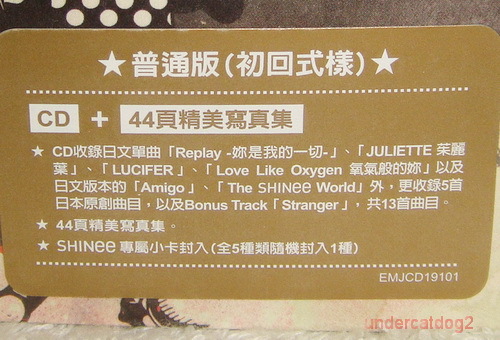 ★普通版(初回式樣)★
CD + 44頁精美寫真集
★ CD收錄日文單曲「Replay -妳是我的一切-」、「JULIETTE 茱麗
葉」、「LUCIFER」、「Love Like Oxygen 氧氣般的妳」以及
日文版本的「Amigo」、「The SHINee World」外，更收錄5首
日本原創曲目，以及Bonus Track「Stranger」，共13首曲目。
★ 44頁精美寫真集。
★ SHINee 專屬小卡封入(全5種類隨機封入1種)
EMJCD19101
undercatdog2